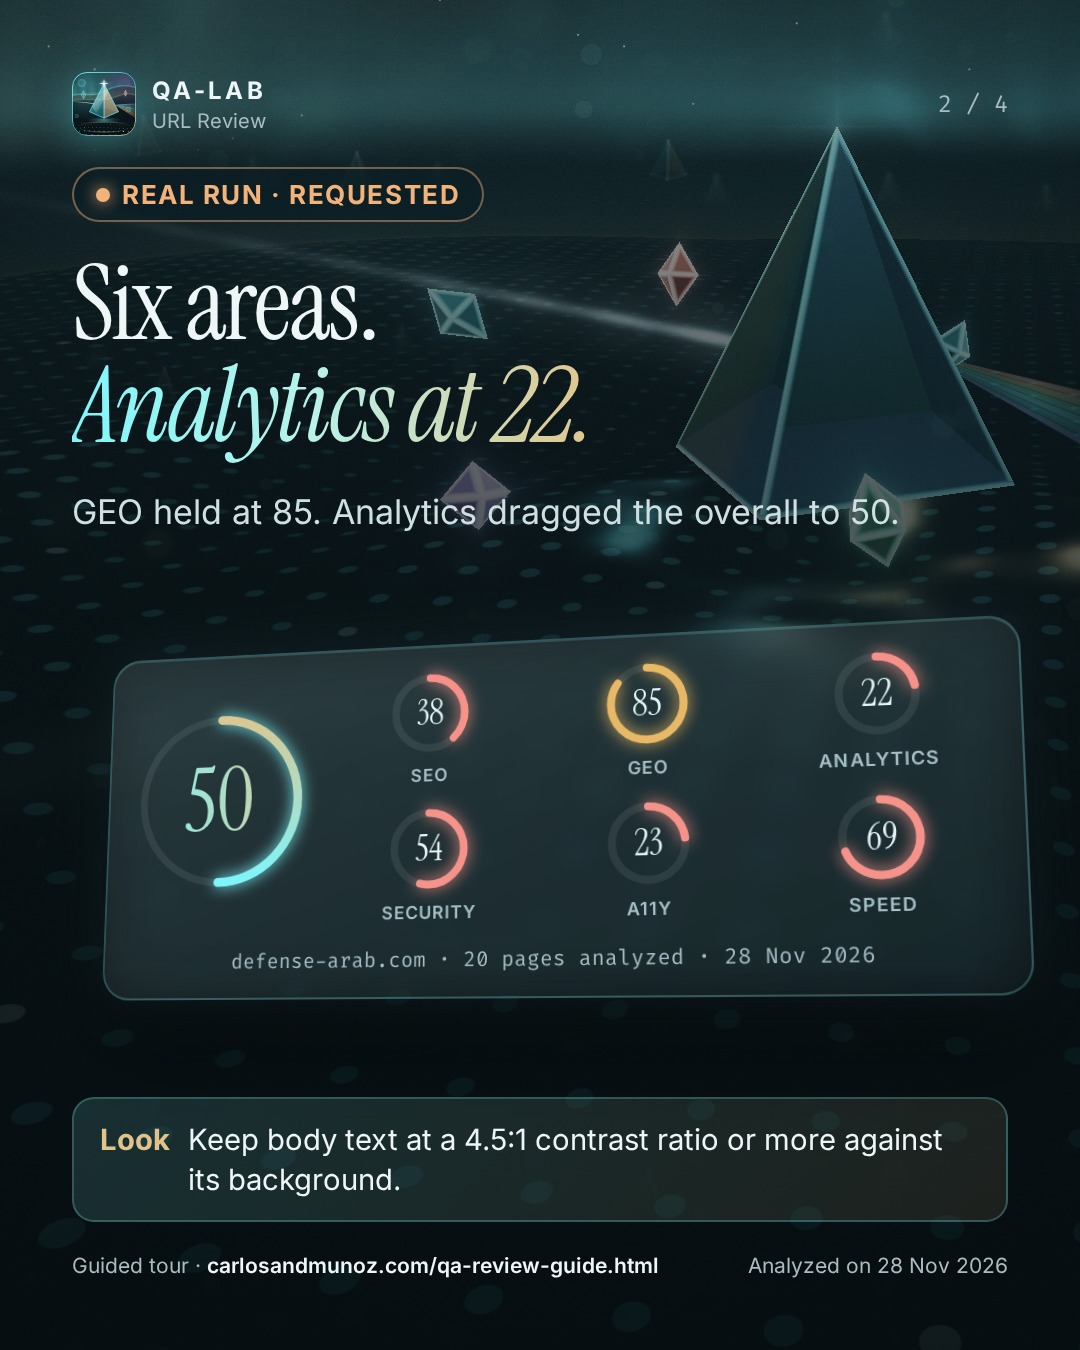 QA-LAB
URL Review
2 / 4
REAL RUN · REQUESTED
Six areas.
Analytics at 22.
GEO held at 85. Analytics dragged the overall to 50.
50
38
SEO
85
GEO
22
ANALYTICS
54
SECURITY
23
A11Y
69
SPEED
defense-arab.com · 20 pages analyzed · 28 Nov 2026
Look Keep body text at a 4.5:1 contrast ratio or more against
its background.
Guided tour · carlosandmunoz.com/qa-review-guide.html
Analyzed on 28 Nov 2026